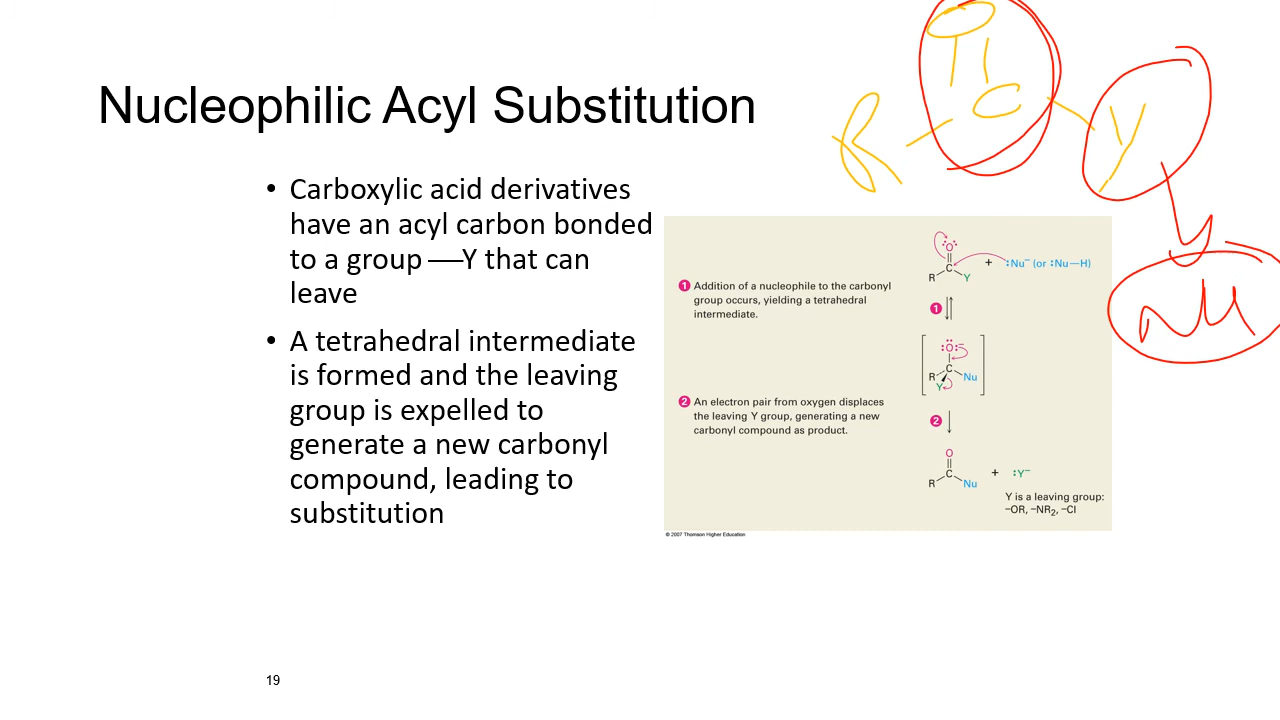 Nucleophilic Acyl Substitution
• Carboxylic acid derivatives
have an acyl carbon bonded
to a group —Y that can
leave
• A tetrahedral intermediate
is formed and the leaving
group is expelled to
generate a new carbonyl
compound, leading to
substitution
R C Y
Nu
1 Addition of a nucleophile to the carbonyl
group occurs, yielding a tetrahedral
intermediate.
2 An electron pair from oxygen displaces
the leaving Y group, generating a new
carbonyl compound as product.
:O:
C + :Nu⁻ (or :Nu—H)
R Y
1
:O:⁻
C
R Nu
Y
2
O
C + :Y⁻
R Nu
Y is a leaving group:
–OR, –NR₂, –Cl
© 2007 Thomson Higher Education
19